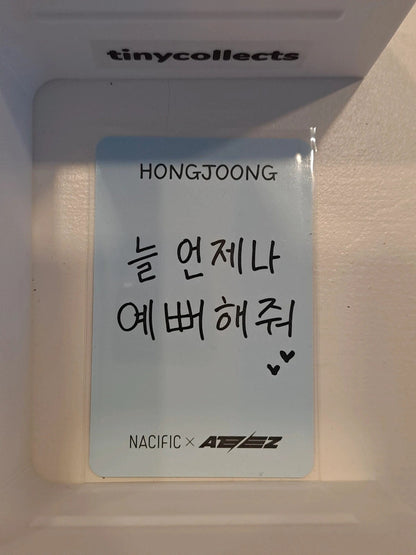 tinycollects
HONGJOONG
늘 언제나
예뻐해줘
NACIFIC × ATEEZ